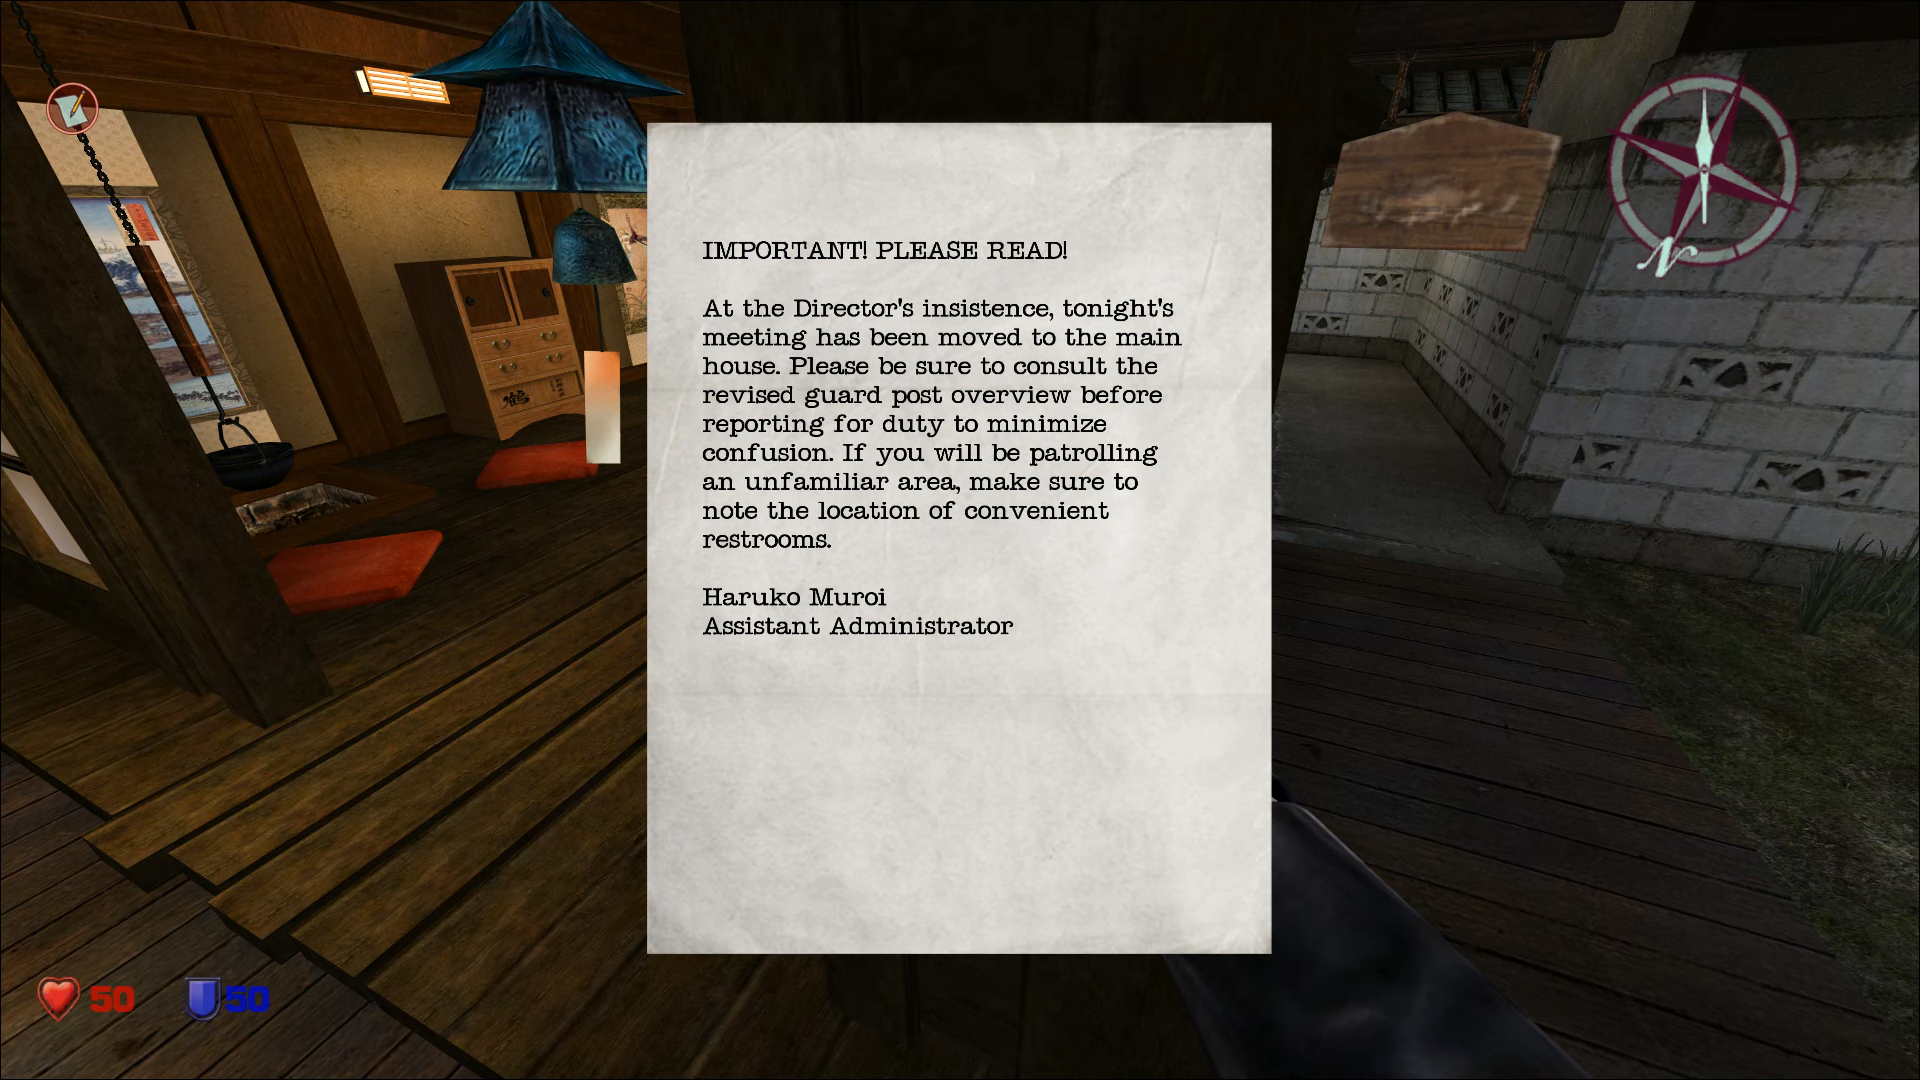 IMPORTANT! PLEASE READ!
At the Director's insistence, tonight's
meeting has been moved to the main
house. Please be sure to consult the
revised guard post overview before
reporting for duty to minimize
confusion. If you will be patrolling
an unfamiliar area, make sure to
note the location of convenient
restrooms.
Haruko Muroi
Assistant Administrator
N
鶴
50
50